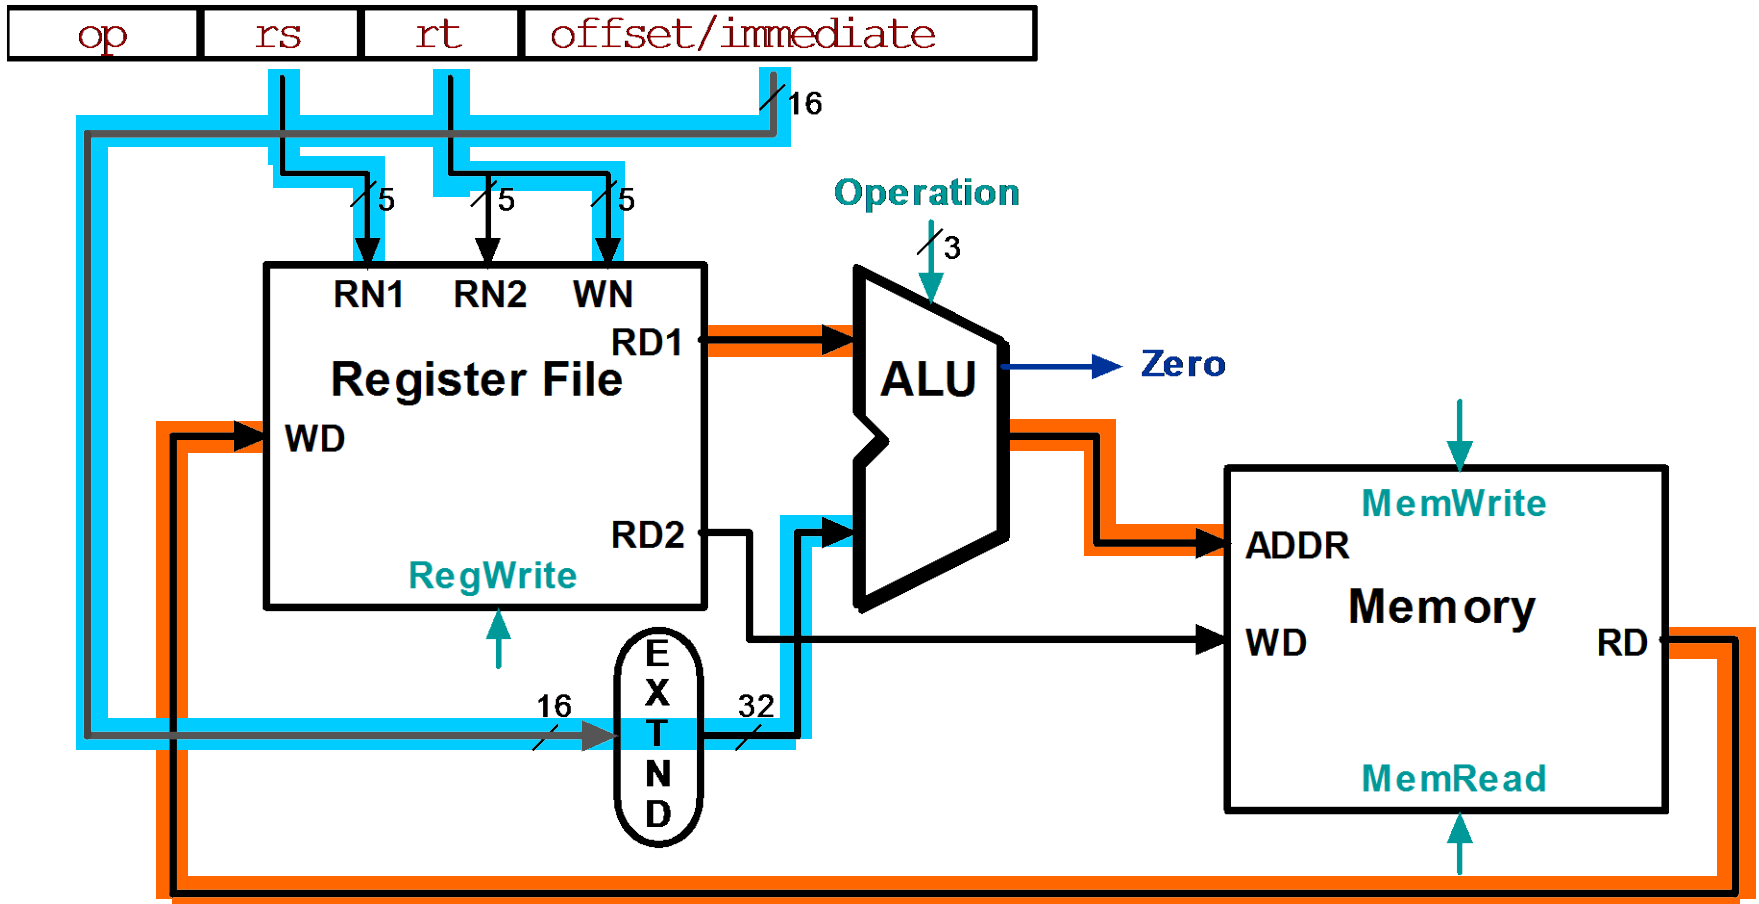 op rs rt offset/immediate
16
5 5 5
Operation
3
RN1 RN2 WN
RD1
Register File
ALU
Zero
WD
MemWrite
RD2
ADDR
RegWrite
Memory
WD
RD
E
X
T
N
D
16
32
MemRead